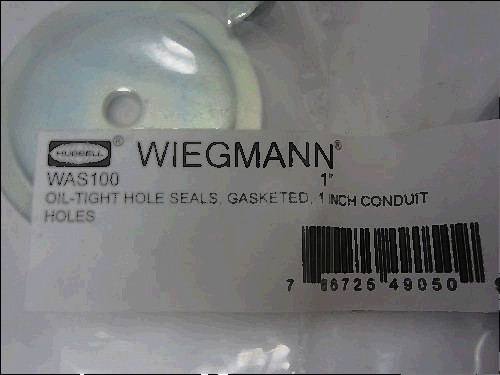 HUBBELL® WIEGMANN®
WAS100 1"
OIL-TIGHT HOLE SEALS, GASKETED, 1 INCH CONDUIT
HOLES
7 86725 49050